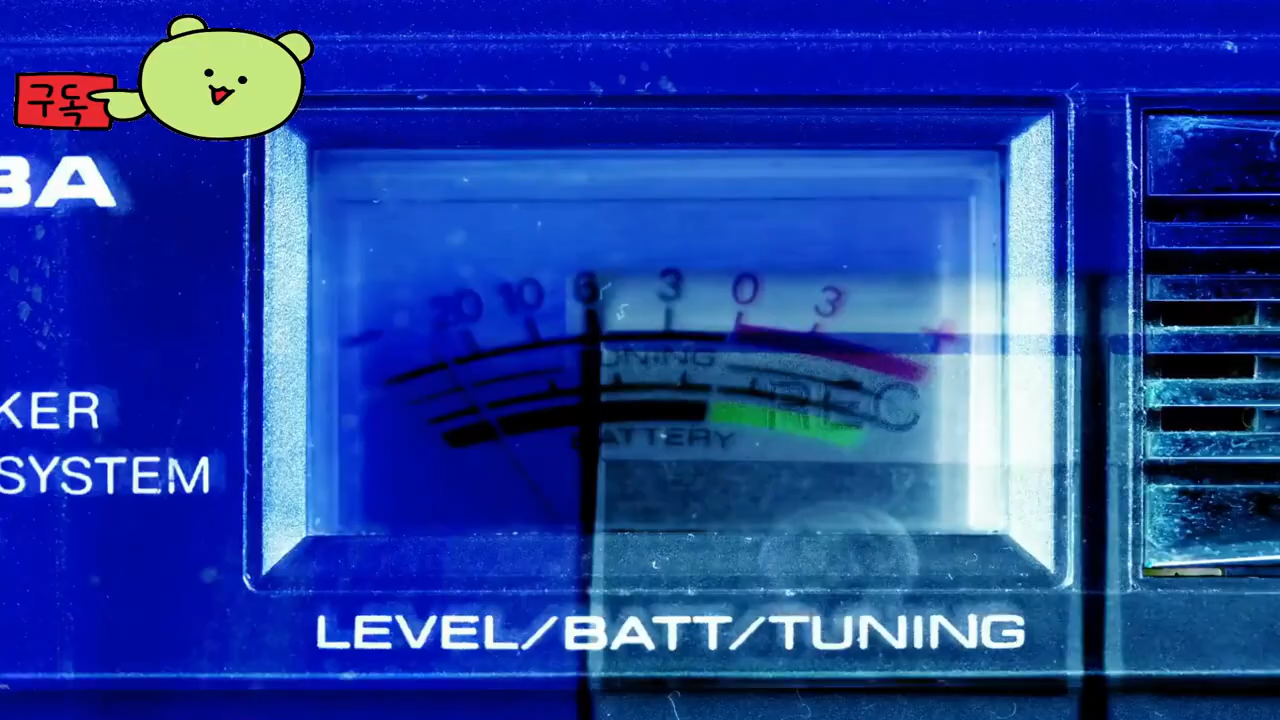 구독
BA
20 10 6 3 0 3 +
TUNING
REC
BATTERY
KER
SYSTEM
LEVEL/BATT/TUNING